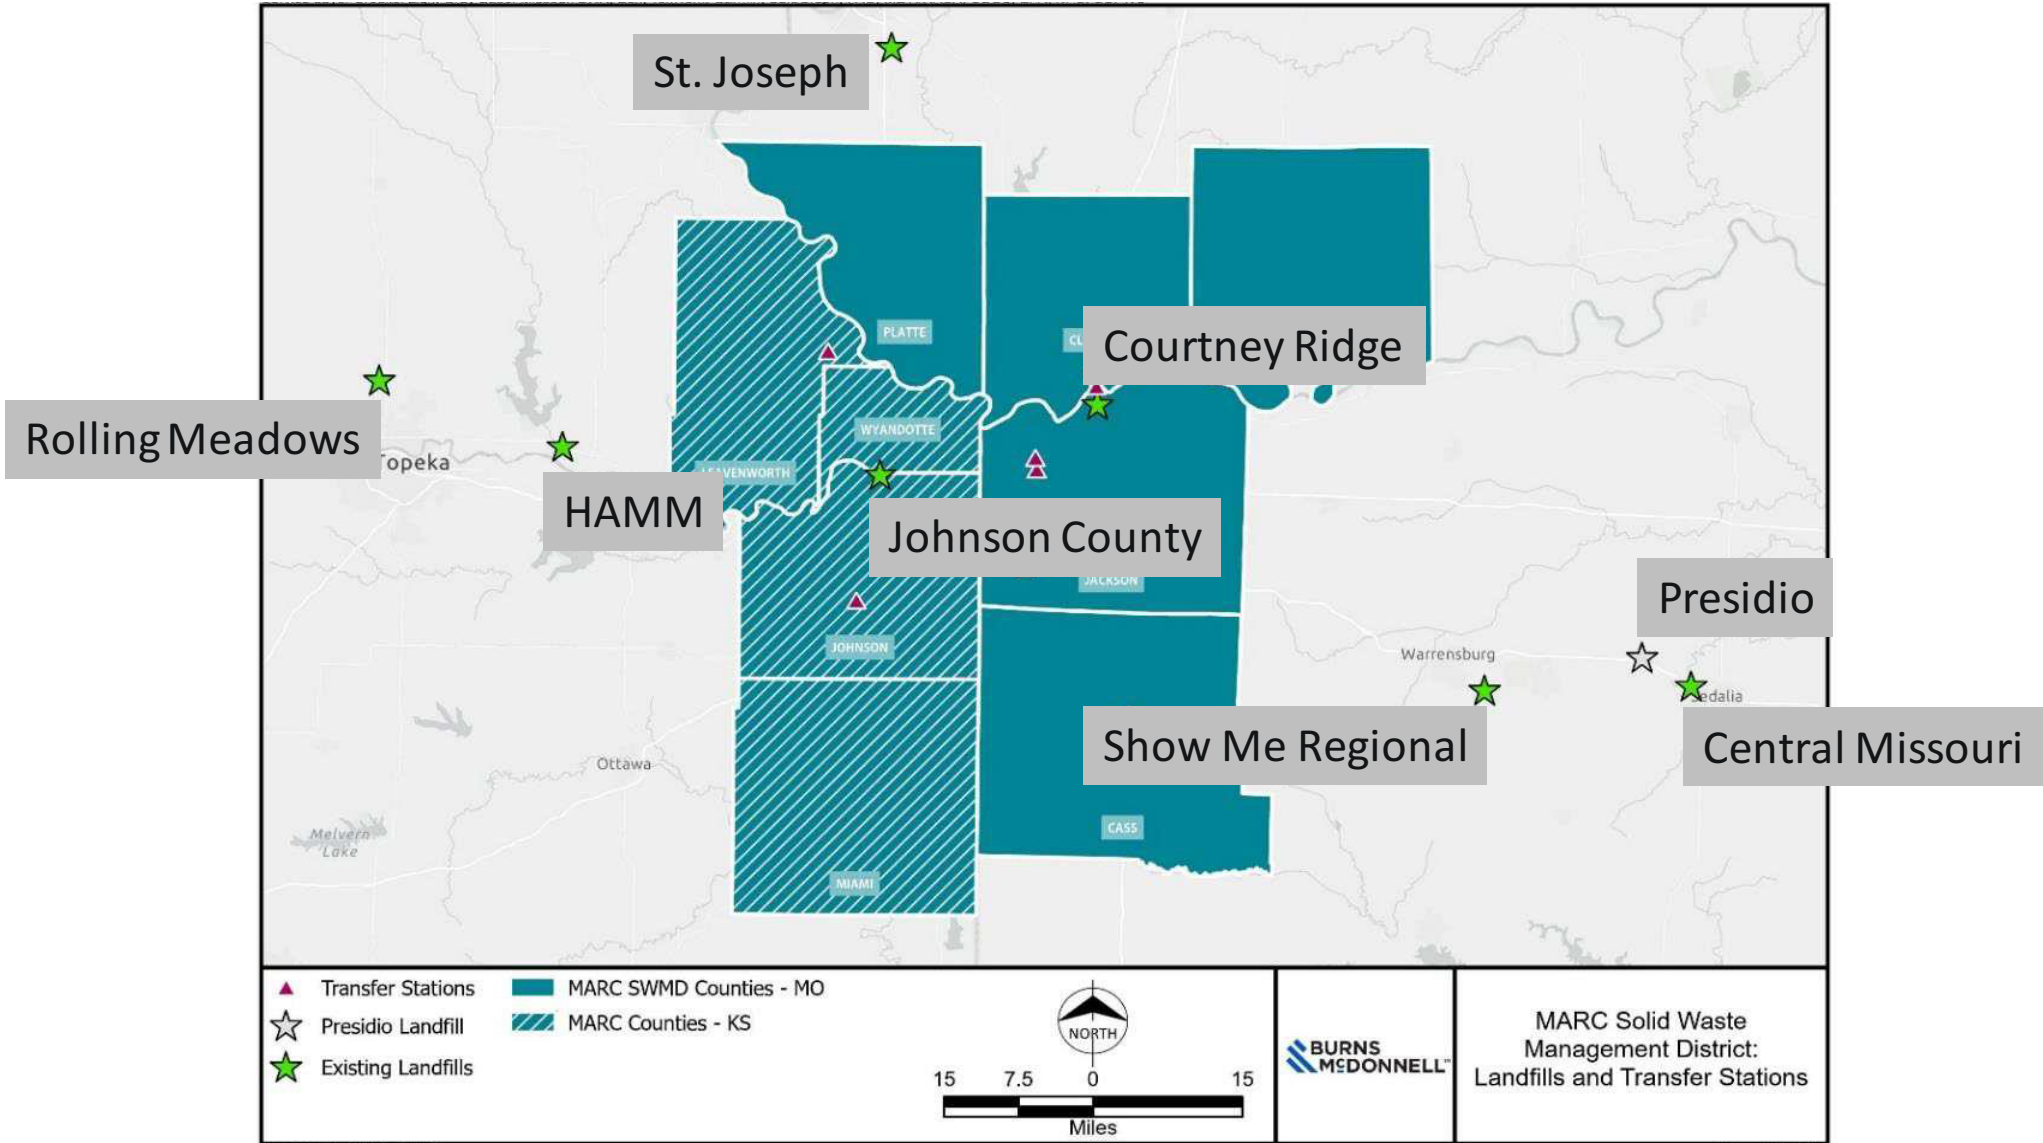 St. Joseph
PLATTE
Courtney Ridge
Rolling Meadows
Topeka
WYANDOTTE
LEAVENWORTH
HAMM
Johnson County
JACKSON
Presidio
JOHNSON
Warrensburg
Sedalia
Show Me Regional
Central Missouri
Ottawa
Melvern
Lake
CASS
MIAMI
Transfer Stations
Presidio Landfill
Existing Landfills
MARC SWMD Counties - MO
MARC Counties - KS
NORTH
15 7.5 0 15
Miles
BURNS
McDONNELL™
MARC Solid Waste
Management District:
Landfills and Transfer Stations